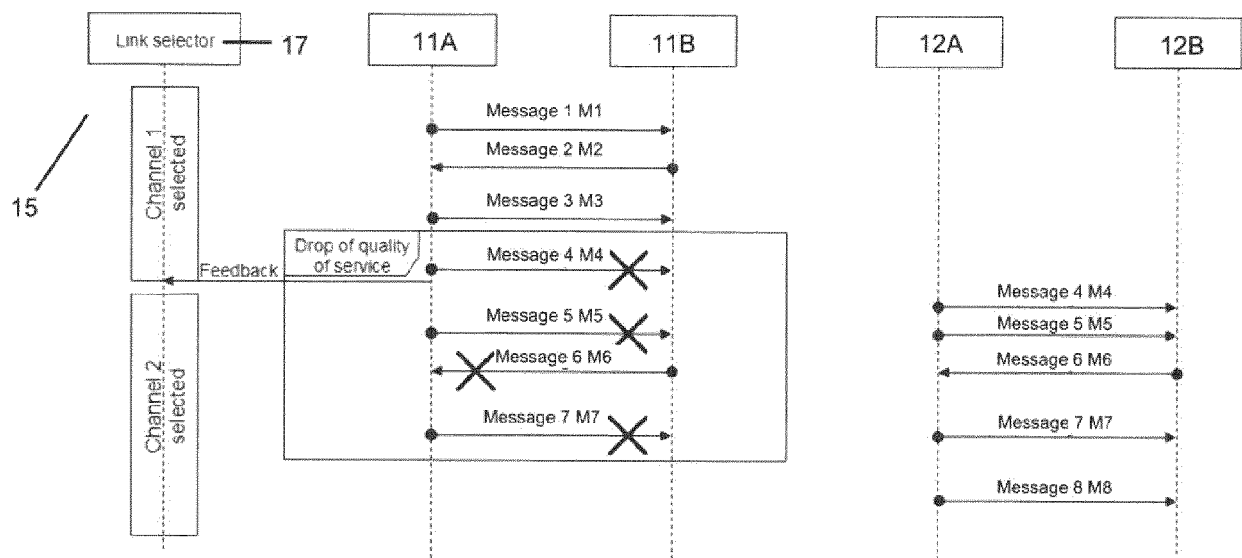 Link selector
17
11A
11B
12A
12B
15
Channel 1
selected
Message 1 M1
Message 2 M2
Message 3 M3
Drop of quality
of service
Feedback
Message 4 M4
Message 5 M5
Message 6 M6
Message 7 M7
Channel 2
selected
Message 4 M4
Message 5 M5
Message 6 M6
Message 7 M7
Message 8 M8